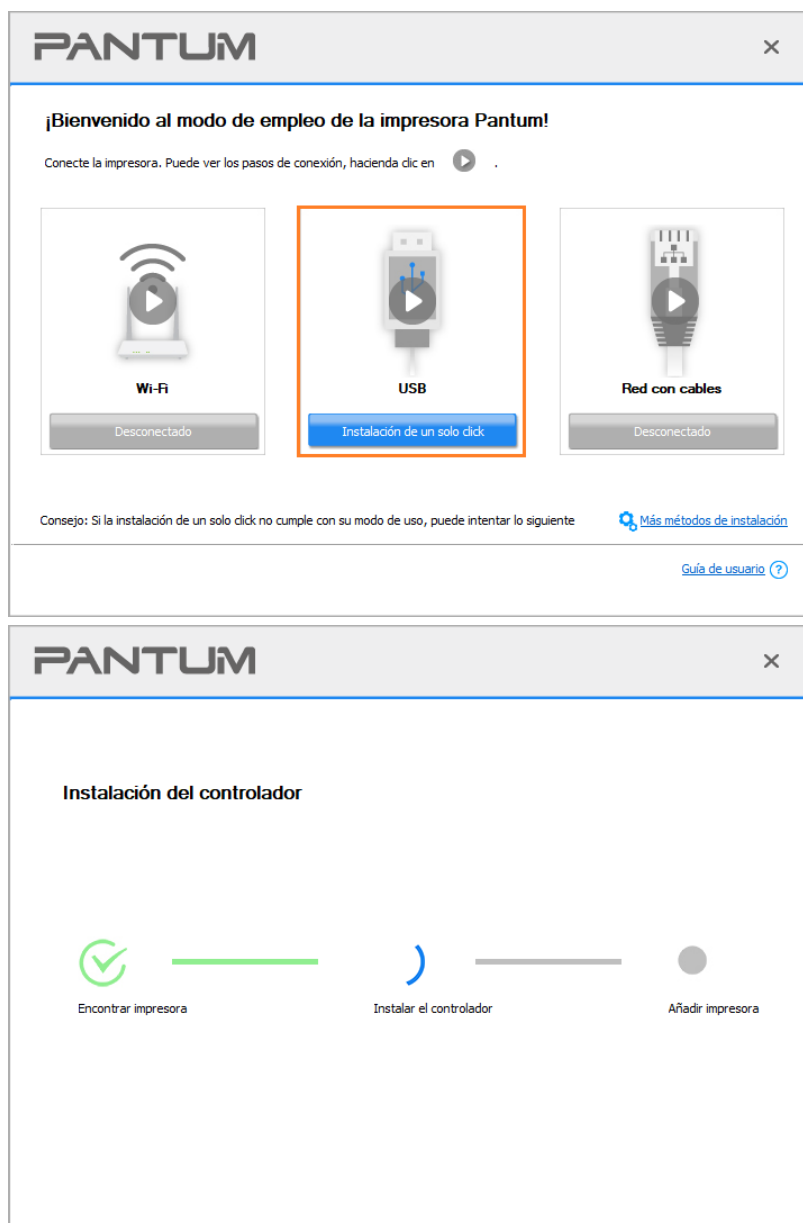 PANTUM
¡Bienvenido al modo de empleo de la impresora Pantum!
Conecte la impresora. Puede ver los pasos de conexión, hacienda clic en .
Wi-Fi
Desconectado
USB
Instalación de un solo click
Red con cables
Desconectado
Consejo: Si la instalación de un solo click no cumple con su modo de uso, puede intentar lo siguiente
Más métodos de instalación
Guía de usuario ?
PANTUM
Instalación del controlador
Encontrar impresora
Instalar el controlador
Añadir impresora